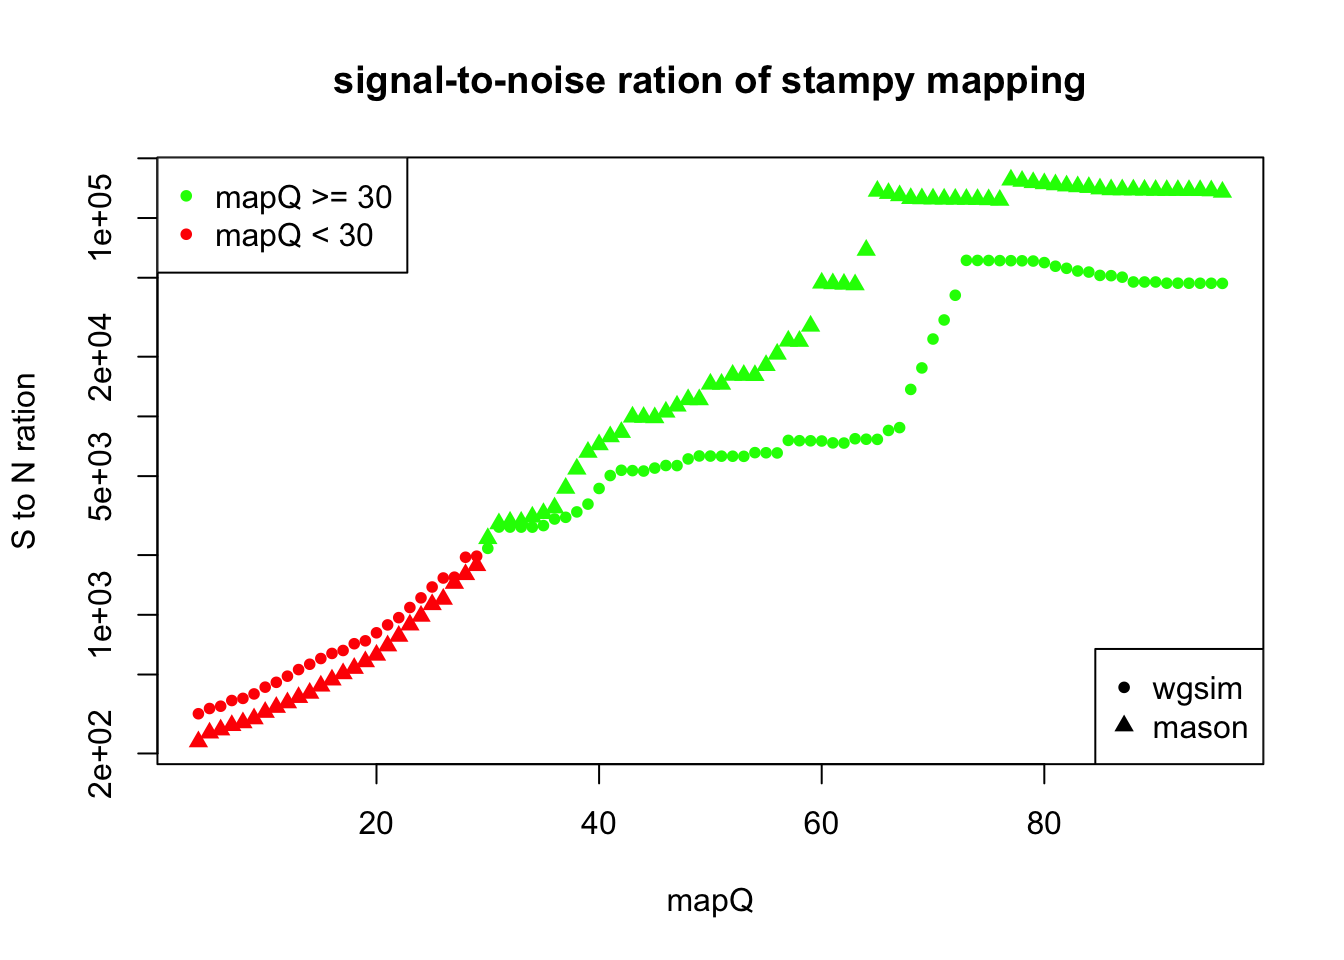 signal-to-noise ration of stampy mapping
mapQ >= 30
mapQ < 30
S to N ration
1e+05
2e+04
5e+03
1e+03
2e+02
wgsim
mason
20 40 60 80
mapQ